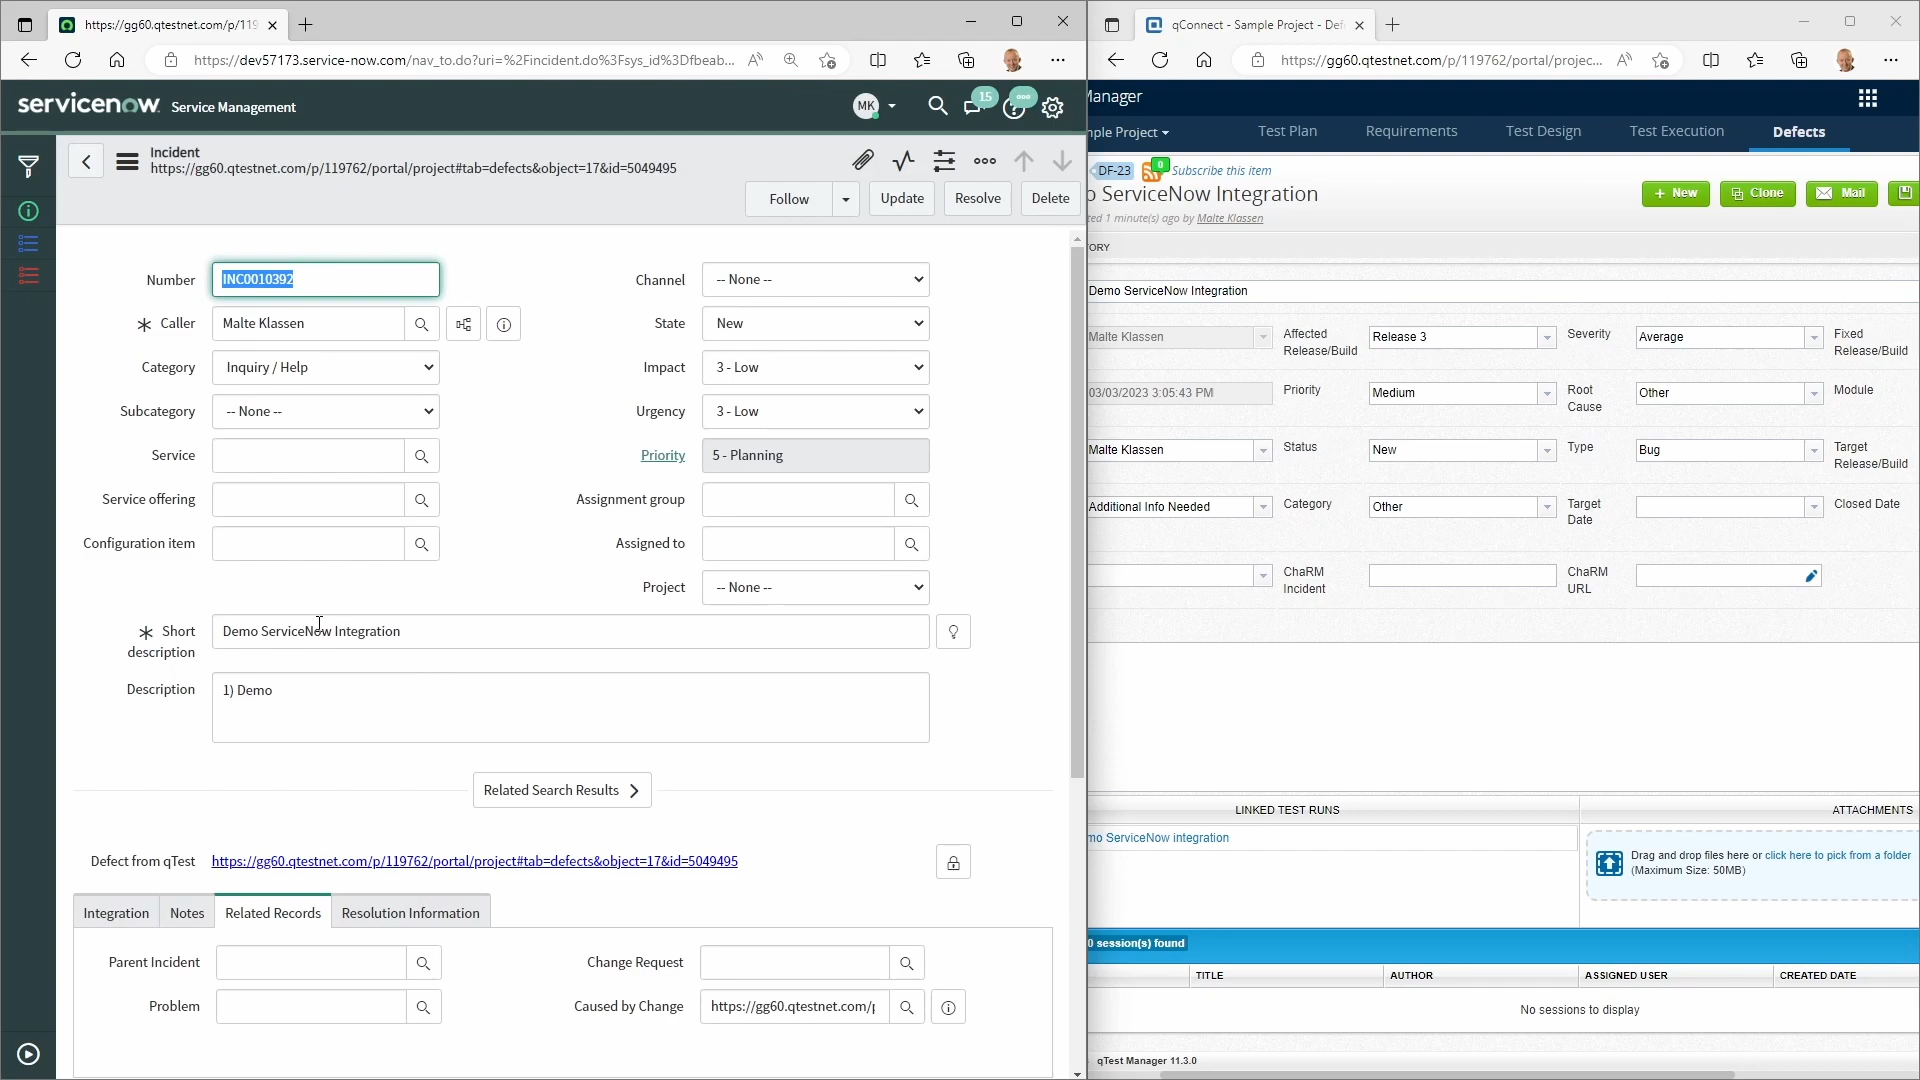 https://gg60.qtestnet.com/p/119
https://dev57173.service-now.com/nav_to.do?uri=%2Fincident.do%3Fsys_id%3Dfbeab...
servicenow Service Management
MK
15
Incident
https://gg60.qtestnet.com/p/119762/portal/project#tab=defects&object=17&id=5049495
Follow
Update
Resolve
Delete
Number INC0010392
Channel -- None --
Caller Malte Klassen
State New
Category Inquiry / Help
Impact 3 - Low
Subcategory -- None --
Urgency 3 - Low
Service
Priority 5 - Planning
Service offering
Assignment group
Configuration item
Assigned to
Project -- None --
Short
description
Demo ServiceNow Integration
Description
1) Demo
Related Search Results
Defect from qTest https://gg60.qtestnet.com/p/119762/portal/project#tab=defects&object=17&id=5049495
Integration Notes Related Records Resolution Information
Parent Incident
Change Request
Problem
Caused by Change https://gg60.qtestnet.com/p
qConnect - Sample Project - Def
https://gg60.qtestnet.com/p/119762/portal/projec...
Manager
mple Project
Test Plan Requirements Test Design Test Execution Defects
DF-23 0 Subscribe this item
o ServiceNow Integration
+ New Clone Mail
ted 1 minute(s) ago by Malte Klassen
ORY
Demo ServiceNow Integration
Malte Klassen
Affected
Release/Build
Release 3
Severity
Average
Fixed
Release/Build
03/03/2023 3:05:43 PM
Priority
Medium
Root
Cause
Other
Module
Malte Klassen
Status
New
Type
Bug
Target
Release/Build
Additional Info Needed
Category
Other
Target
Date
Closed Date
ChaRM
Incident
ChaRM
URL
LINKED TEST RUNS
ATTACHMENTS
mo ServiceNow integration
Drag and drop files here or click here to pick from a folder
(Maximum Size: 50MB)
0 session(s) found
TITLE AUTHOR ASSIGNED USER CREATED DATE
No sessions to display
qTest Manager 11.3.0